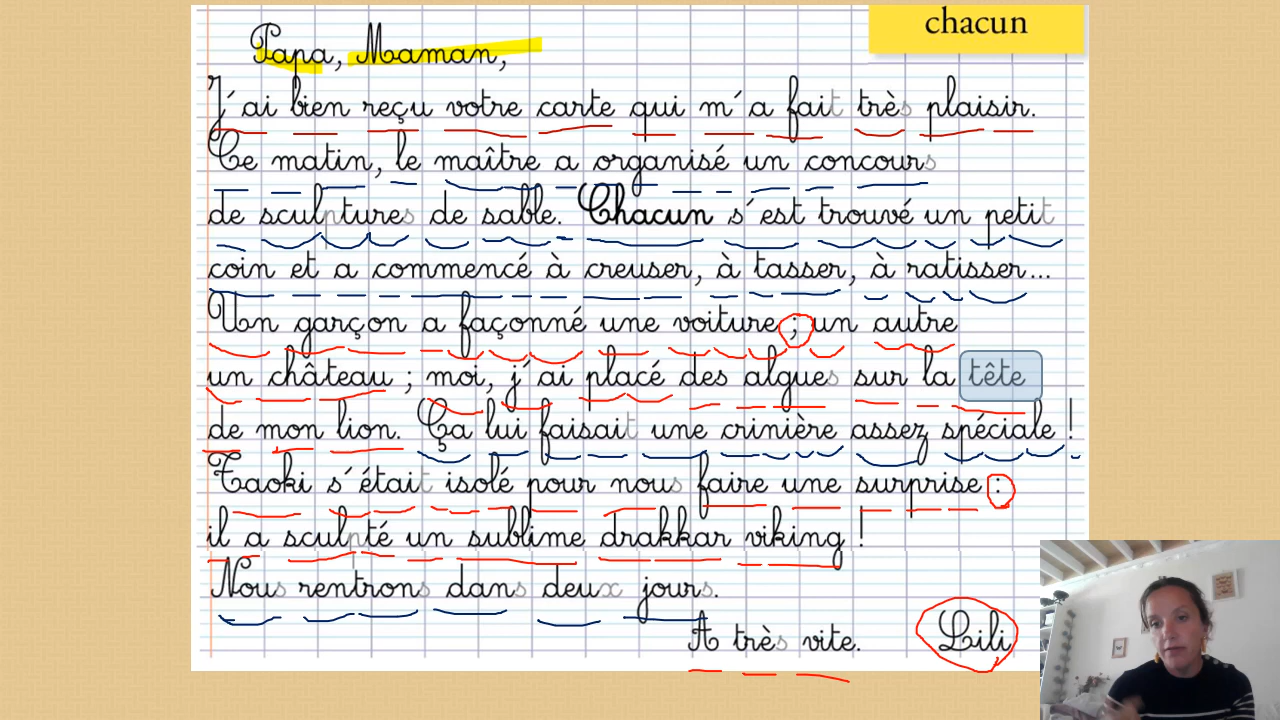 chacun
Papa, Maman,
J'ai bien reçu votre carte qui m'a fait très plaisir.
Ce matin, le maître a organisé un concours
de sculptures de sable. Chacun s'est trouvé un petit
coin et a commencé à creuser, à tasser, à ratisser...
Un garçon a façonné une voiture ; un autre
un château ; moi, j'ai placé des algues sur la tête
de mon lion. Ça lui faisait une crinière assez spéciale !
Taoki s'était isolé pour nous faire une surprise :
il a sculpté un sublime drakkar viking !
Nous rentrons dans deux jours.
A très vite. Lili